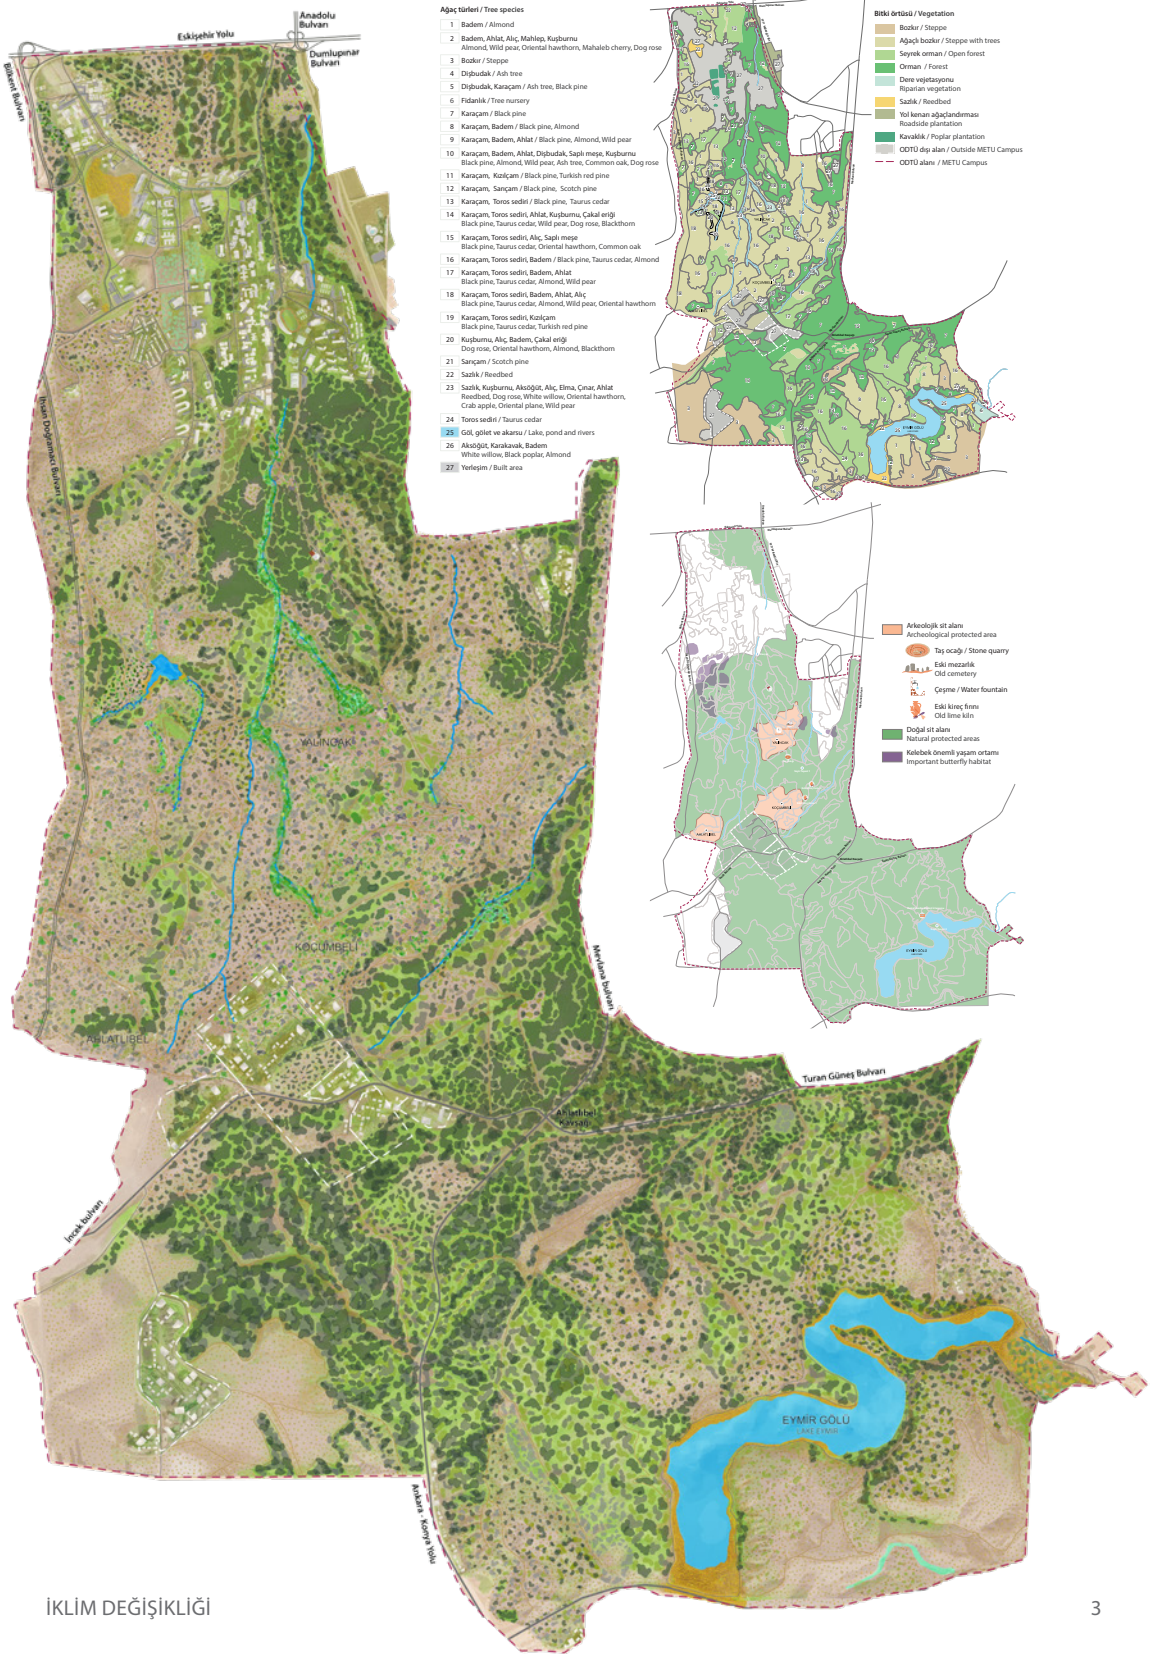 Anadolu
Bulvarı
Eskişehir Yolu
Dumlupınar
Bulvarı
Bilkent Bulvarı
İhsan Doğramacı Bulvarı
YALINCAK
KOÇUMBELİ
AHLATLIBEL
Mevlana bulvarı
Turan Güneş Bulvarı
Ahlatlıbel
Kavşağı
İncek bulvarı
EYMİR GÖLÜ
LAKE EYMİR
Ankara - Konya Yolu
Ağaç türleri / Tree species
1 Badem / Almond
2 Badem, Ahlat, Alıç, Mahlep, Kuşburnu
Almond, Wild pear, Oriental hawthorn, Mahaleb cherry, Dog rose
3 Bozkır / Steppe
4 Dişbudak / Ash tree
5 Dişbudak, Karaçam / Ash tree, Black pine
6 Fidanlık / Tree nursery
7 Karaçam / Black pine
8 Karaçam, Badem / Black pine, Almond
9 Karaçam, Badem, Ahlat / Black pine, Almond, Wild pear
10 Karaçam, Badem, Ahlat, Dişbudak, Saplı meşe, Kuşburnu
Black pine, Almond, Wild pear, Ash tree, Common oak, Dog rose
11 Karaçam, Kızılçam / Black pine, Turkish red pine
12 Karaçam, Sarıçam / Black pine, Scotch pine
13 Karaçam, Toros sediri / Black pine, Taurus cedar
14 Karaçam, Toros sediri, Ahlat, Kuşburnu, Çakal eriği
Black pine, Taurus cedar, Wild pear, Dog rose, Blackthorn
15 Karaçam, Toros sediri, Alıç, Saplı meşe
Black pine, Taurus cedar, Oriental hawthorn, Common oak
16 Karaçam, Toros sediri, Badem / Black pine, Taurus cedar, Almond
17 Karaçam, Toros sediri, Badem, Ahlat
Black pine, Taurus cedar, Almond, Wild pear
18 Karaçam, Toros sediri, Badem, Ahlat, Alıç
Black pine, Taurus cedar, Almond, Wild pear, Oriental hawthorn
19 Karaçam, Toros sediri, Kızılçam
Black pine, Taurus cedar, Turkish red pine
20 Kuşburnu, Alıç, Badem, Çakal eriği
Dog rose, Oriental hawthorn, Almond, Blackthorn
21 Sarıçam / Scotch pine
22 Sazlık / Reedbed
23 Sazlık, Kuşburnu, Aksöğüt, Alıç, Elma, Çınar, Ahlat
Reedbed, Dog rose, White willow, Oriental hawthorn,
Crab apple, Oriental plane, Wild pear
24 Toros sediri / Taurus cedar
25 Göl, gölet ve akarsu / Lake, pond and rivers
26 Aksöğüt, Karakavak, Badem
White willow, Black poplar, Almond
27 Yerleşim / Built area
Bitki örtüsü / Vegetation
Bozkır / Steppe
Ağaçlı bozkır / Steppe with trees
Seyrek orman / Open forest
Orman / Forest
Dere vejetasyonu
Riparian vegetation
Sazlık / Reedbed
Yol kenarı ağaçlandırması
Roadside plantation
Kavaklık / Poplar plantation
ODTÜ dışı alan / Outside METU Campus
ODTÜ alanı / METU Campus
YALINCAK
KOÇUMBELİ
EYMİR GÖLÜ
Arkeolojik sit alanı
Archeological protected area
Taş ocağı / Stone quarry
Eski mezarlık
Old cemetery
Çeşme / Water fountain
Eski kireç fırını
Old lime kiln
Doğal sit alanı
Natural protected areas
Kelebek önemli yaşam ortamı
Important butterfly habitat
YALINCAK
KOÇUMBELİ
AHLATLIBEL
EYMİR GÖLÜ
İKLİM DEĞİŞİKLİĞİ
3